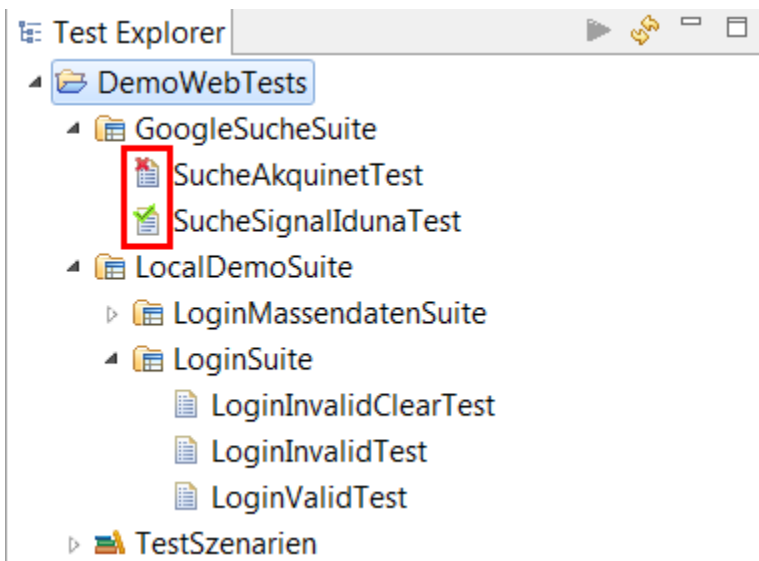 Test Explorer
DemoWebTests
GoogleSucheSuite
SucheAkquinetTest
SucheSignalIdunaTest
LocalDemoSuite
LoginMassendatenSuite
LoginSuite
LoginInvalidClearTest
LoginInvalidTest
LoginValidTest
TestSzenarien